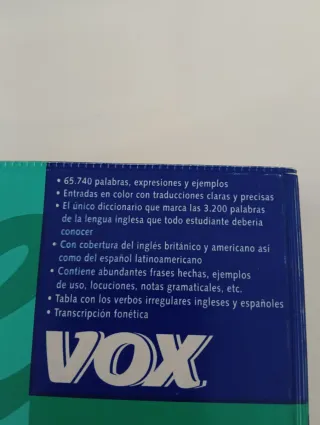 • 65.740 palabras, expresiones y ejemplos
• Entradas en color con traducciones claras y precisas
• El único diccionario que marca las 3.200 palabras
de la lengua inglesa que todo estudiante debería
conocer
• Con cobertura del inglés británico y americano así
como del español latinoamericano
• Contiene abundantes frases hechas, ejemplos
de uso, locuciones, notas gramaticales, etc.
• Tabla con los verbos irregulares ingleses y españoles
• Transcripción fonética
VOX